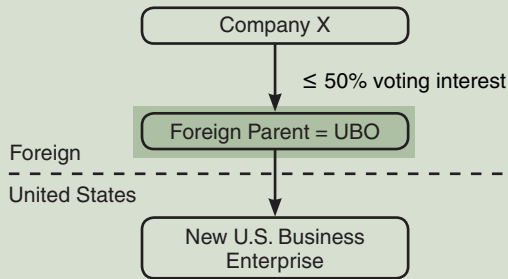 Company X
≤ 50% voting interest
Foreign Parent = UBO
Foreign
United States
New U.S. Business
Enterprise